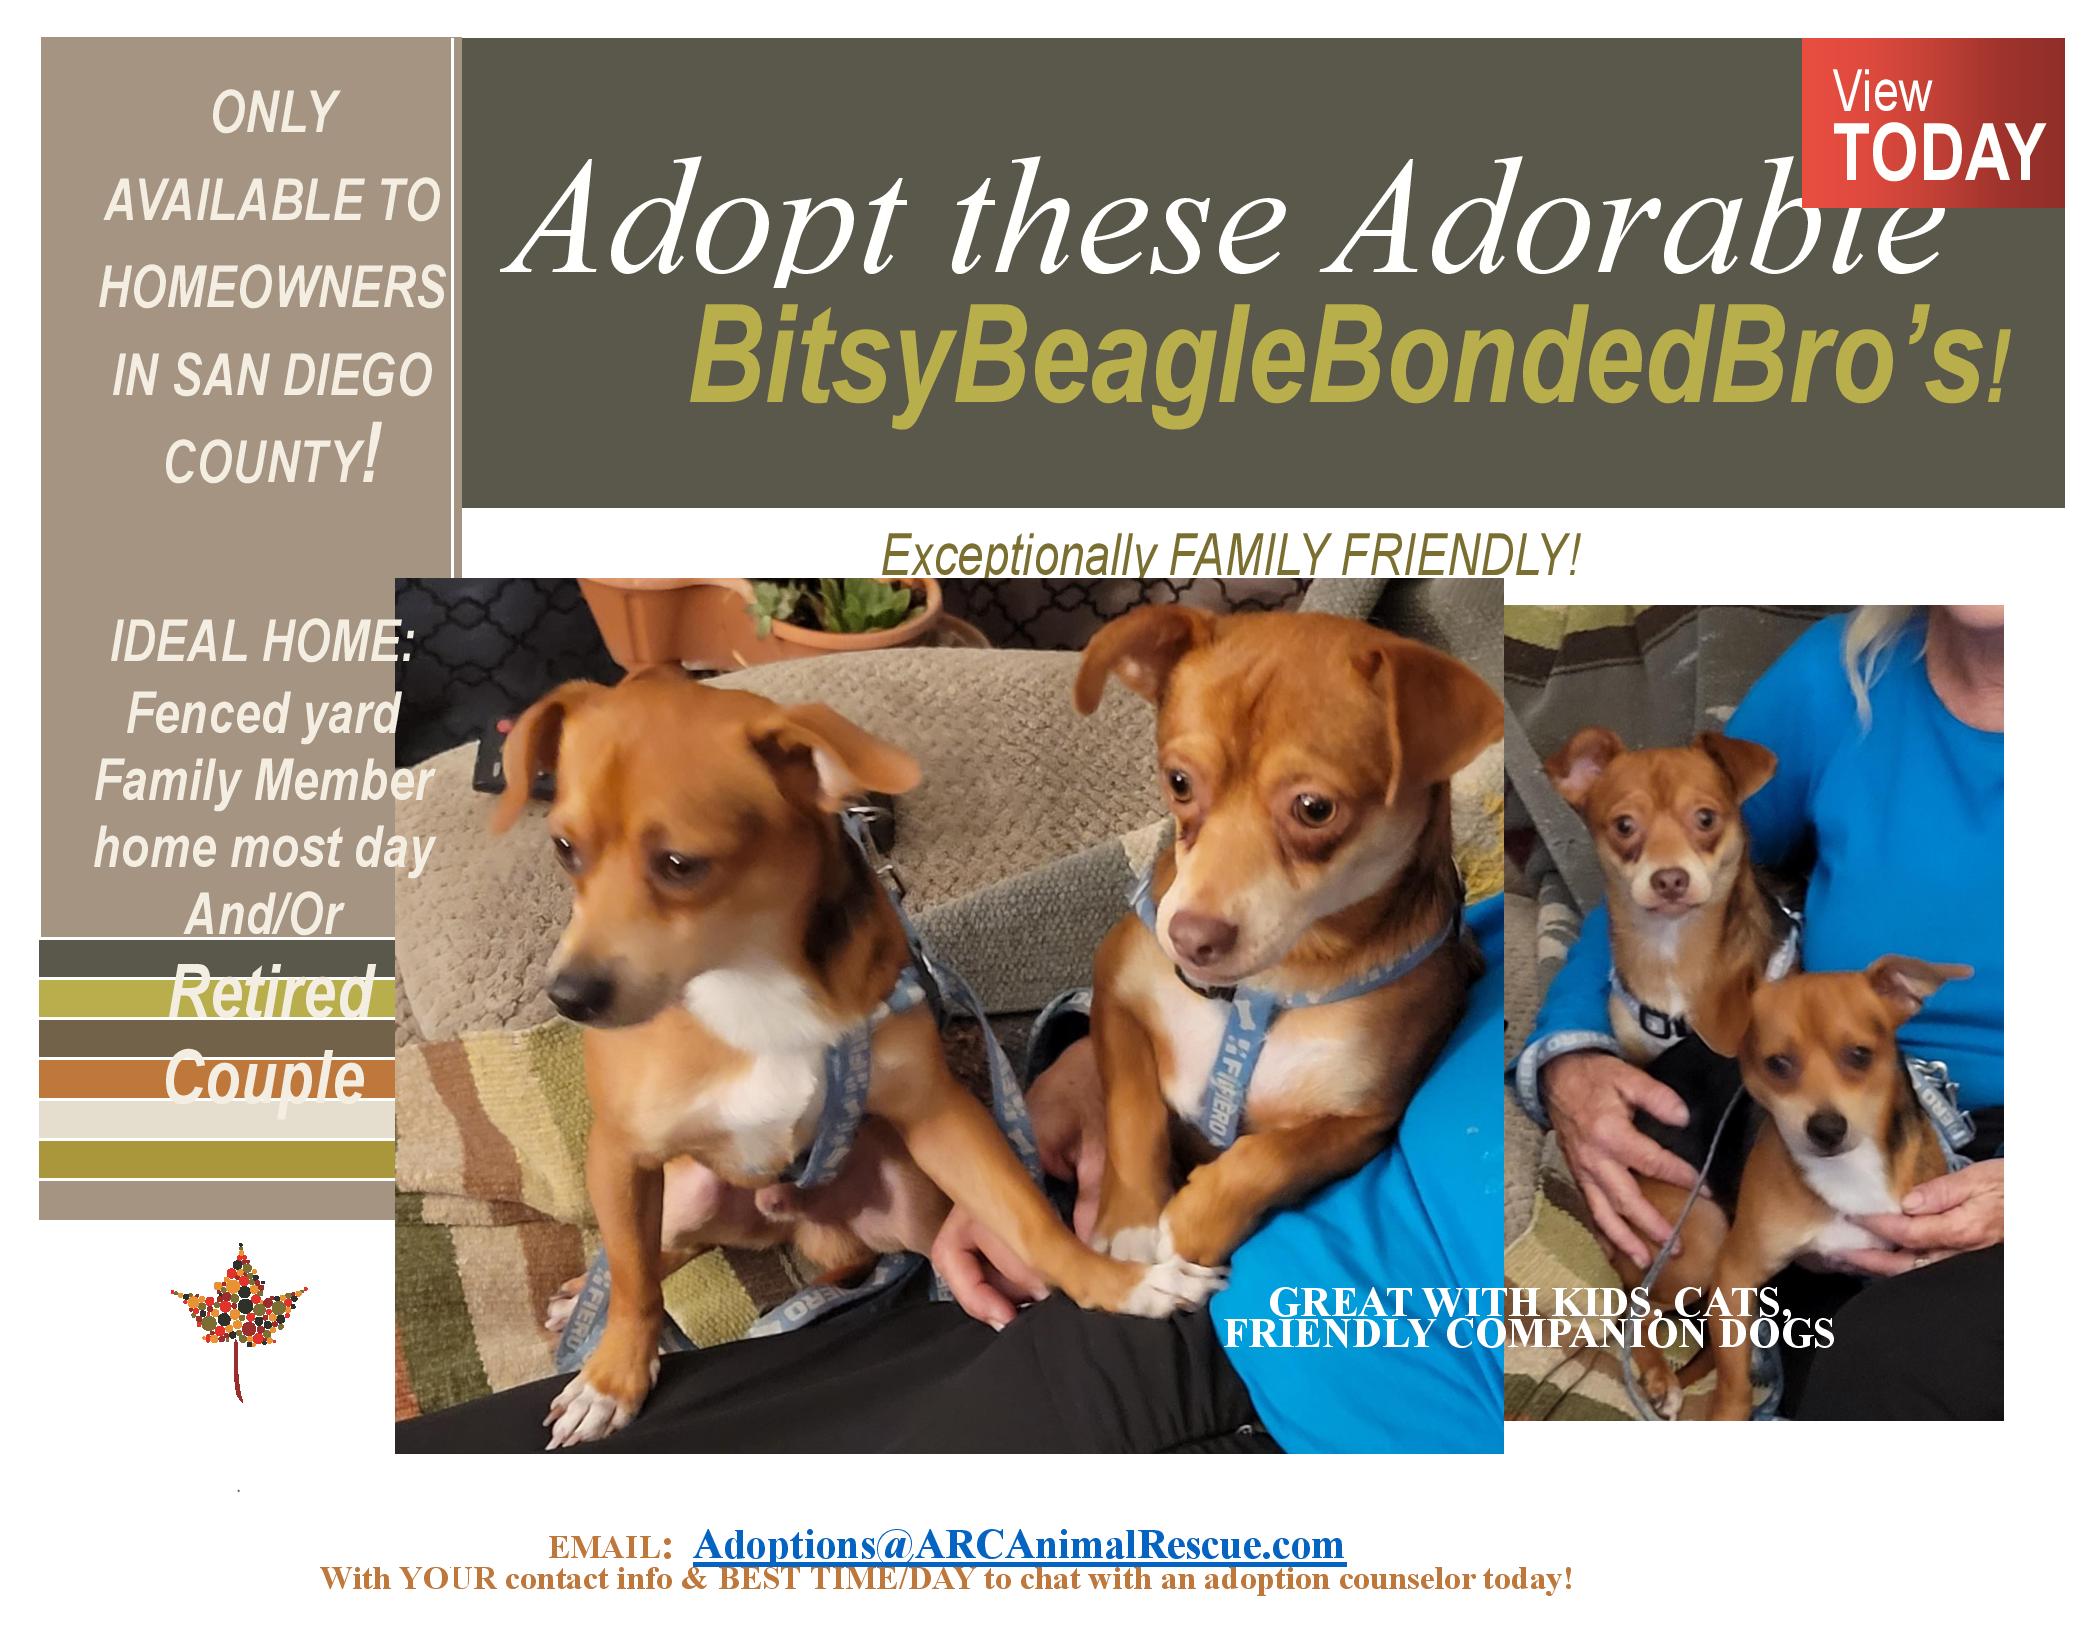 ONLY
AVAILABLE TO
HOMEOWNERS
IN SAN DIEGO
COUNTY!
IDEAL HOME:
Fenced yard
Family Member
home most day
And/Or
Retired
Couple
View
TODAY
Adopt these Adorable
BitsyBeagleBondedBro’s!
Exceptionally FAMILY FRIENDLY!
FIERO
FIERO
GREAT WITH KIDS, CATS,
FRIENDLY COMPANION DOGS
EMAIL: Adoptions@ARCAnimalRescue.com
With YOUR contact info & BEST TIME/DAY to chat with an adoption counselor today!